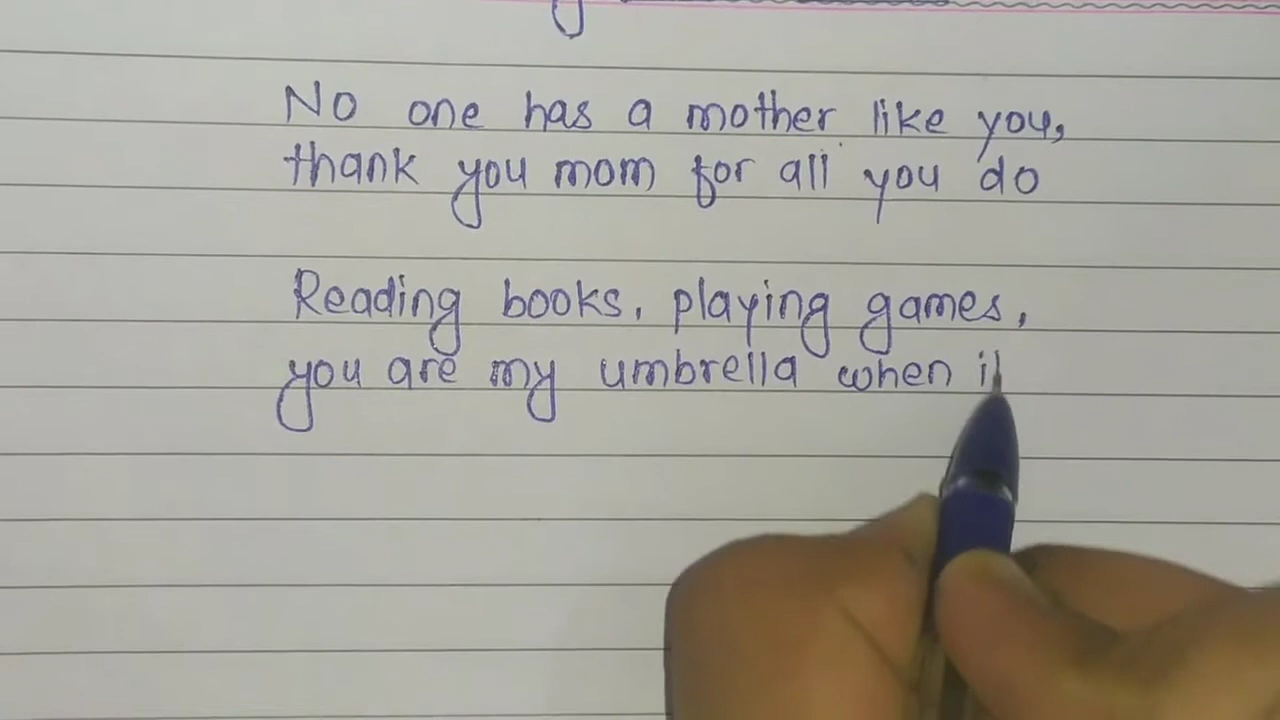 No one has a mother like you,
thank you mom for all you do
Reading books, playing games,
you are my umbrella when